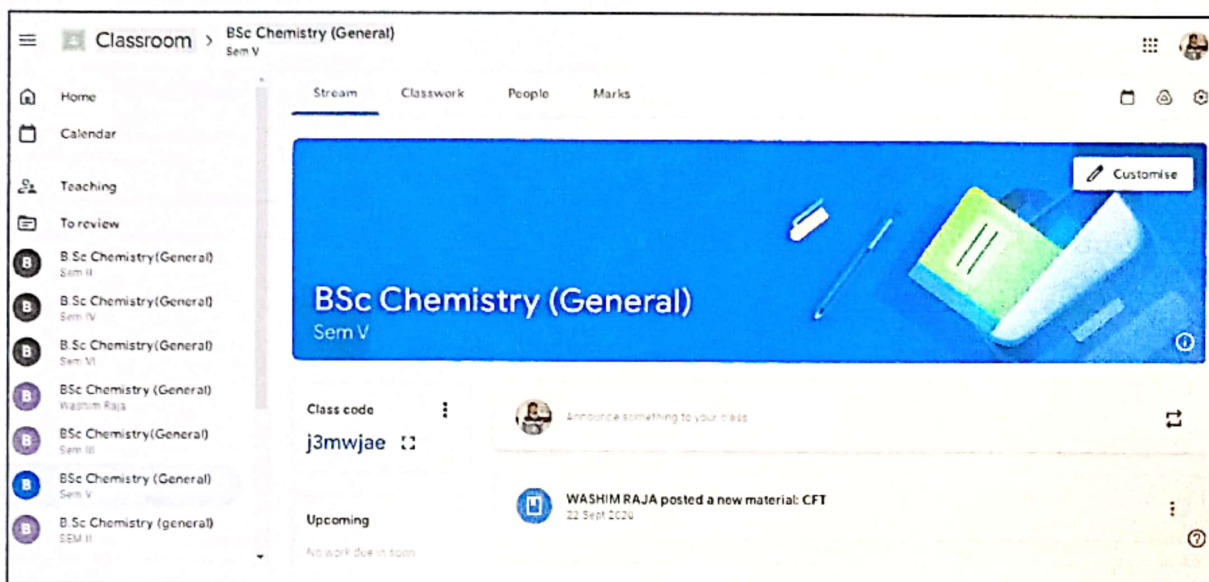 Classroom > BSc Chemistry (General)
Sem V
Home
Calendar
Teaching
To review
B B.Sc Chemistry(General)
Sem II
B B.Sc Chemistry(General)
Sem IV
B B.Sc Chemistry(General)
Sem VI
B BSc Chemistry (General)
Washim Raja
B BSc Chemistry(General)
Sem III
B BSc Chemistry (General)
Sem V
B B.Sc Chemistry (general)
SEM II
Stream Classwork People Marks
Customise
BSc Chemistry (General)
Sem V
Class code
j3mwjae
Upcoming
No work due in soon
Announce something to your class
WASHIM RAJA posted a new material: CFT
22 Sept 2020